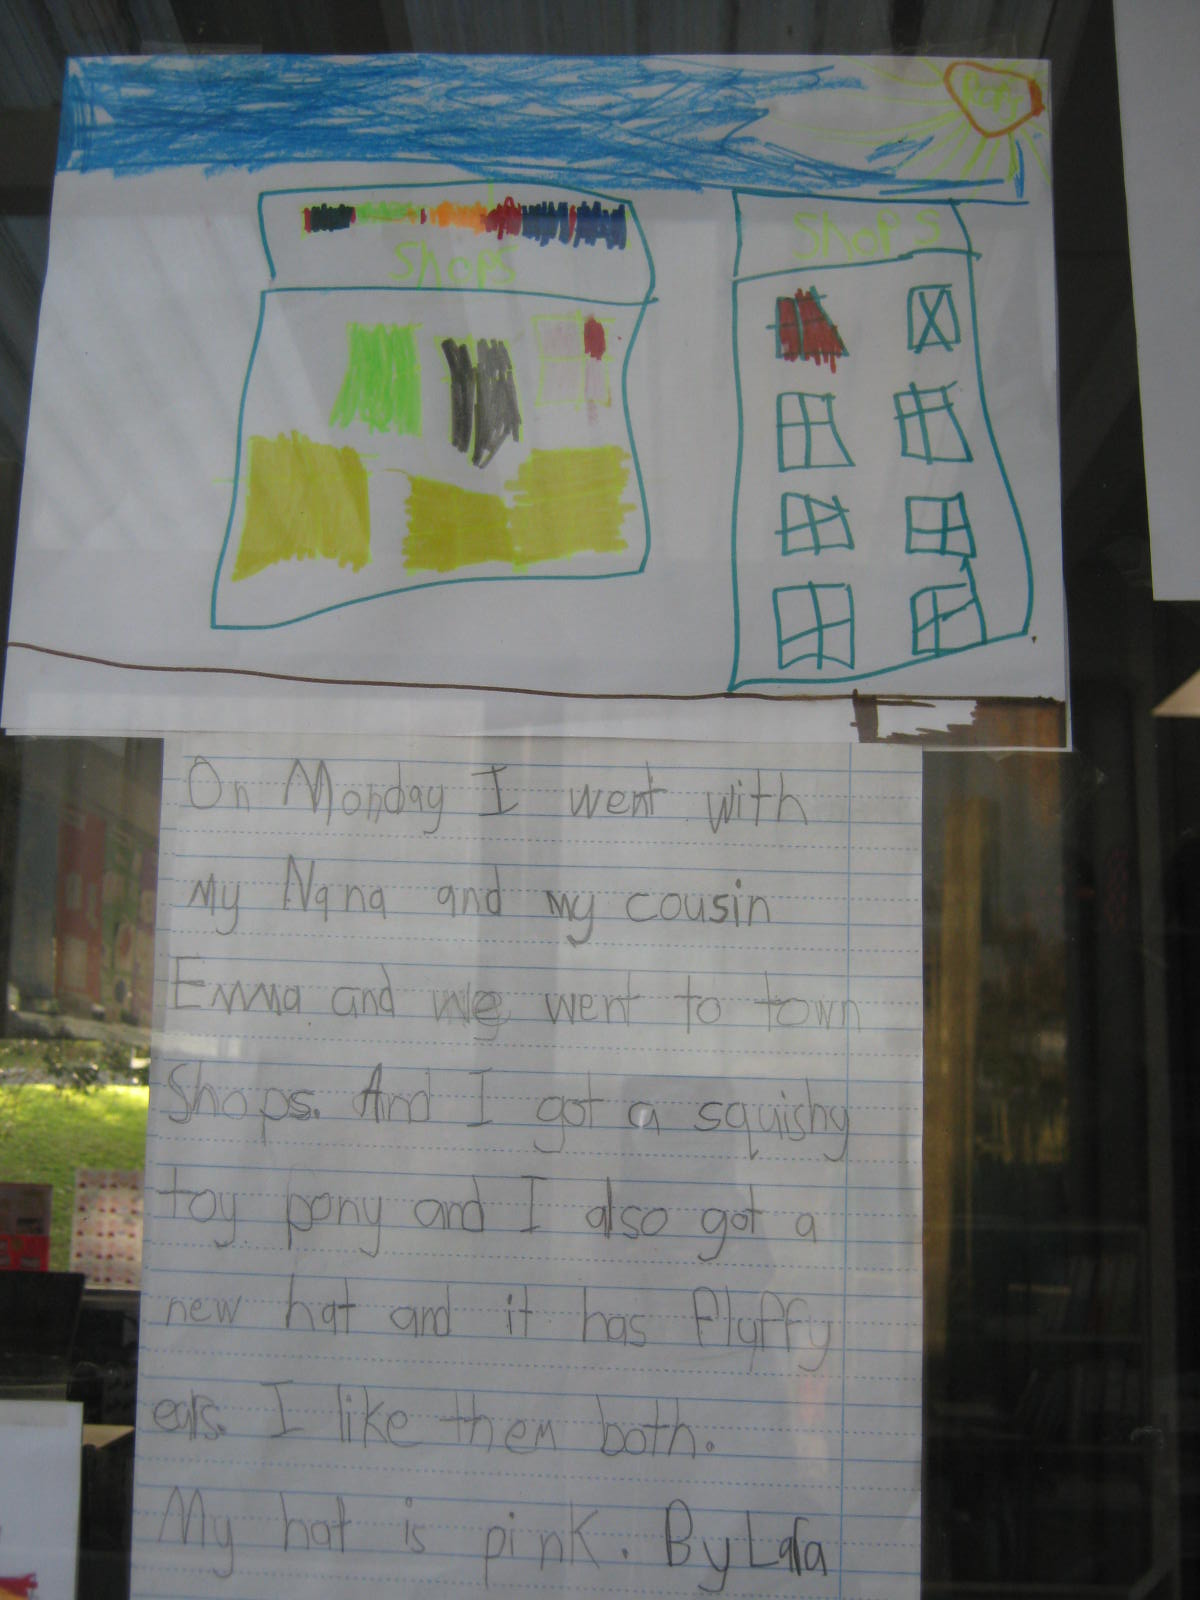 Shops
Shops
On Monday I went with
my Nana and my cousin
Emma and we went to town
Shops. And I got a squishy
toy pony and I also got a
new hat and it has fluffy
ears. I like them both.
My hat is pink. By Lara